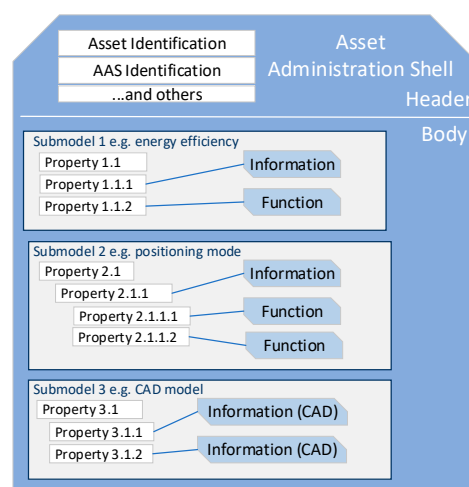 Asset Identification
AAS Identification
...and others
Asset
Administration Shell
Header
Body
Submodel 1 e.g. energy efficiency
Property 1.1
Information
Property 1.1.1
Property 1.1.2
Function
Submodel 2 e.g. positioning mode
Property 2.1
Information
Property 2.1.1
Property 2.1.1.1
Function
Property 2.1.1.2
Function
Submodel 3 e.g. CAD model
Property 3.1
Information (CAD)
Property 3.1.1
Property 3.1.2
Information (CAD)